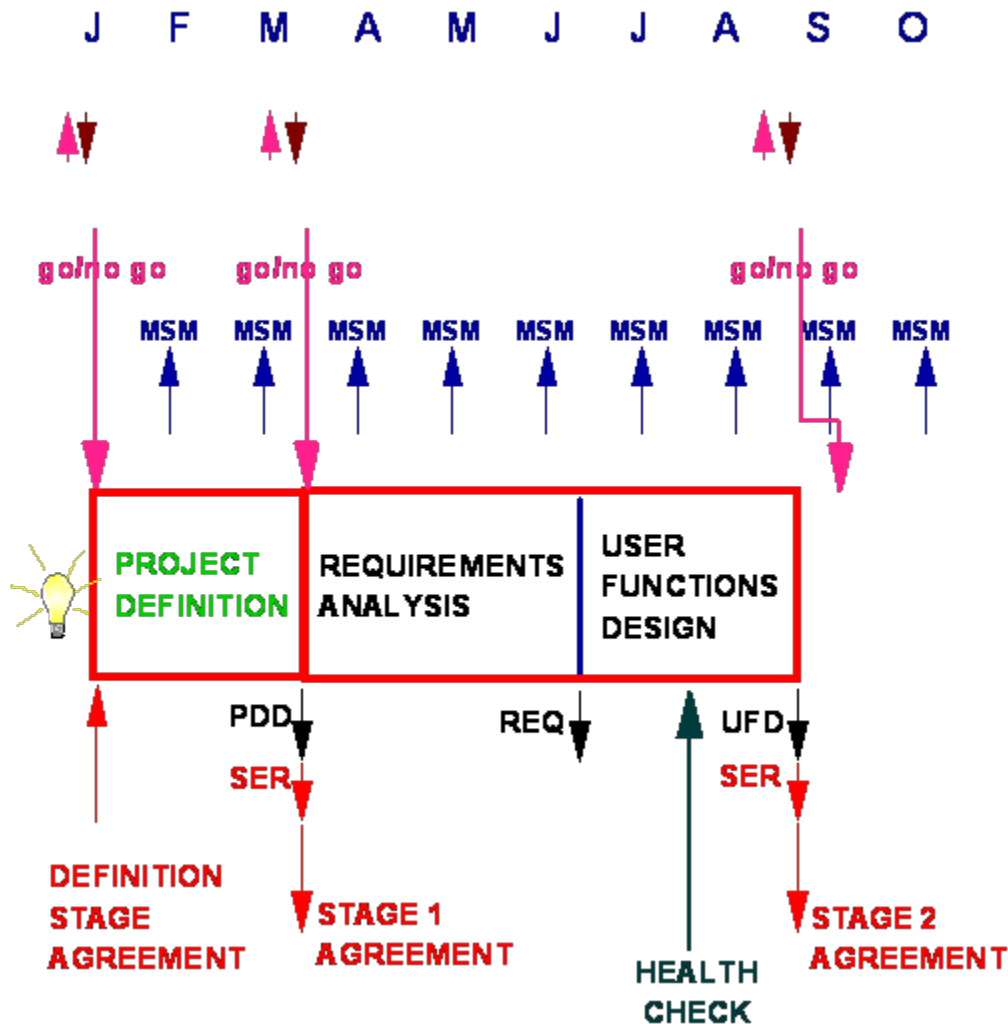 J F M A M J J A S O
go/no go go/no go go/no go
MSM MSM MSM MSM MSM MSM MSM MSM MSM
PROJECT
DEFINITION
REQUIREMENTS
ANALYSIS
USER
FUNCTIONS
DESIGN
PDD REQ UFD
SER SER
DEFINITION
STAGE
AGREEMENT
STAGE 1
AGREEMENT
HEALTH
CHECK
STAGE 2
AGREEMENT